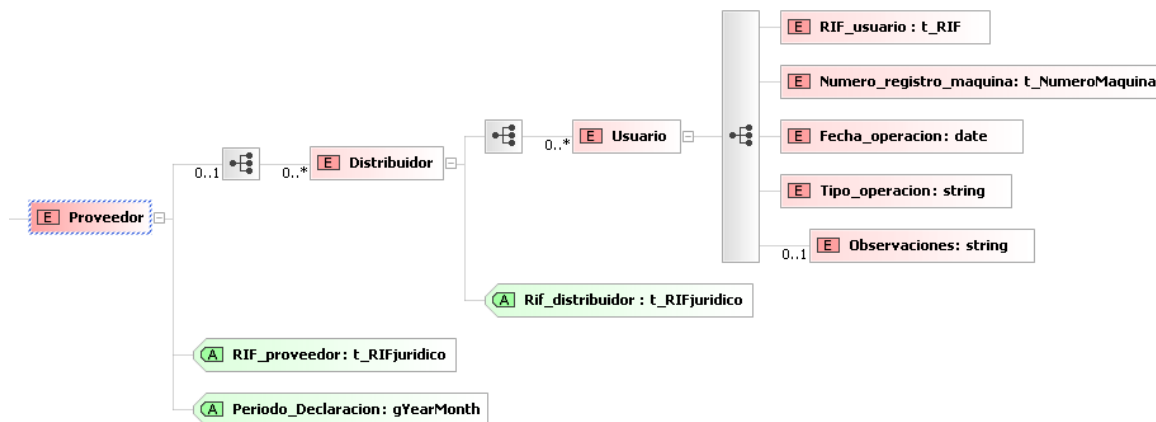 E RIF_usuario : t_RIF
E Numero_registro_maquina: t_NumeroMaquina
E Fecha_operacion: date
E Tipo_operacion: string
0..1 E Observaciones: string
0..* E Usuario
0..1
0..* E Distribuidor
A Rif_distribuidor : t_RIFjuridico
E Proveedor
A RIF_proveedor: t_RIFjuridico
A Periodo_Declaracion: gYearMonth